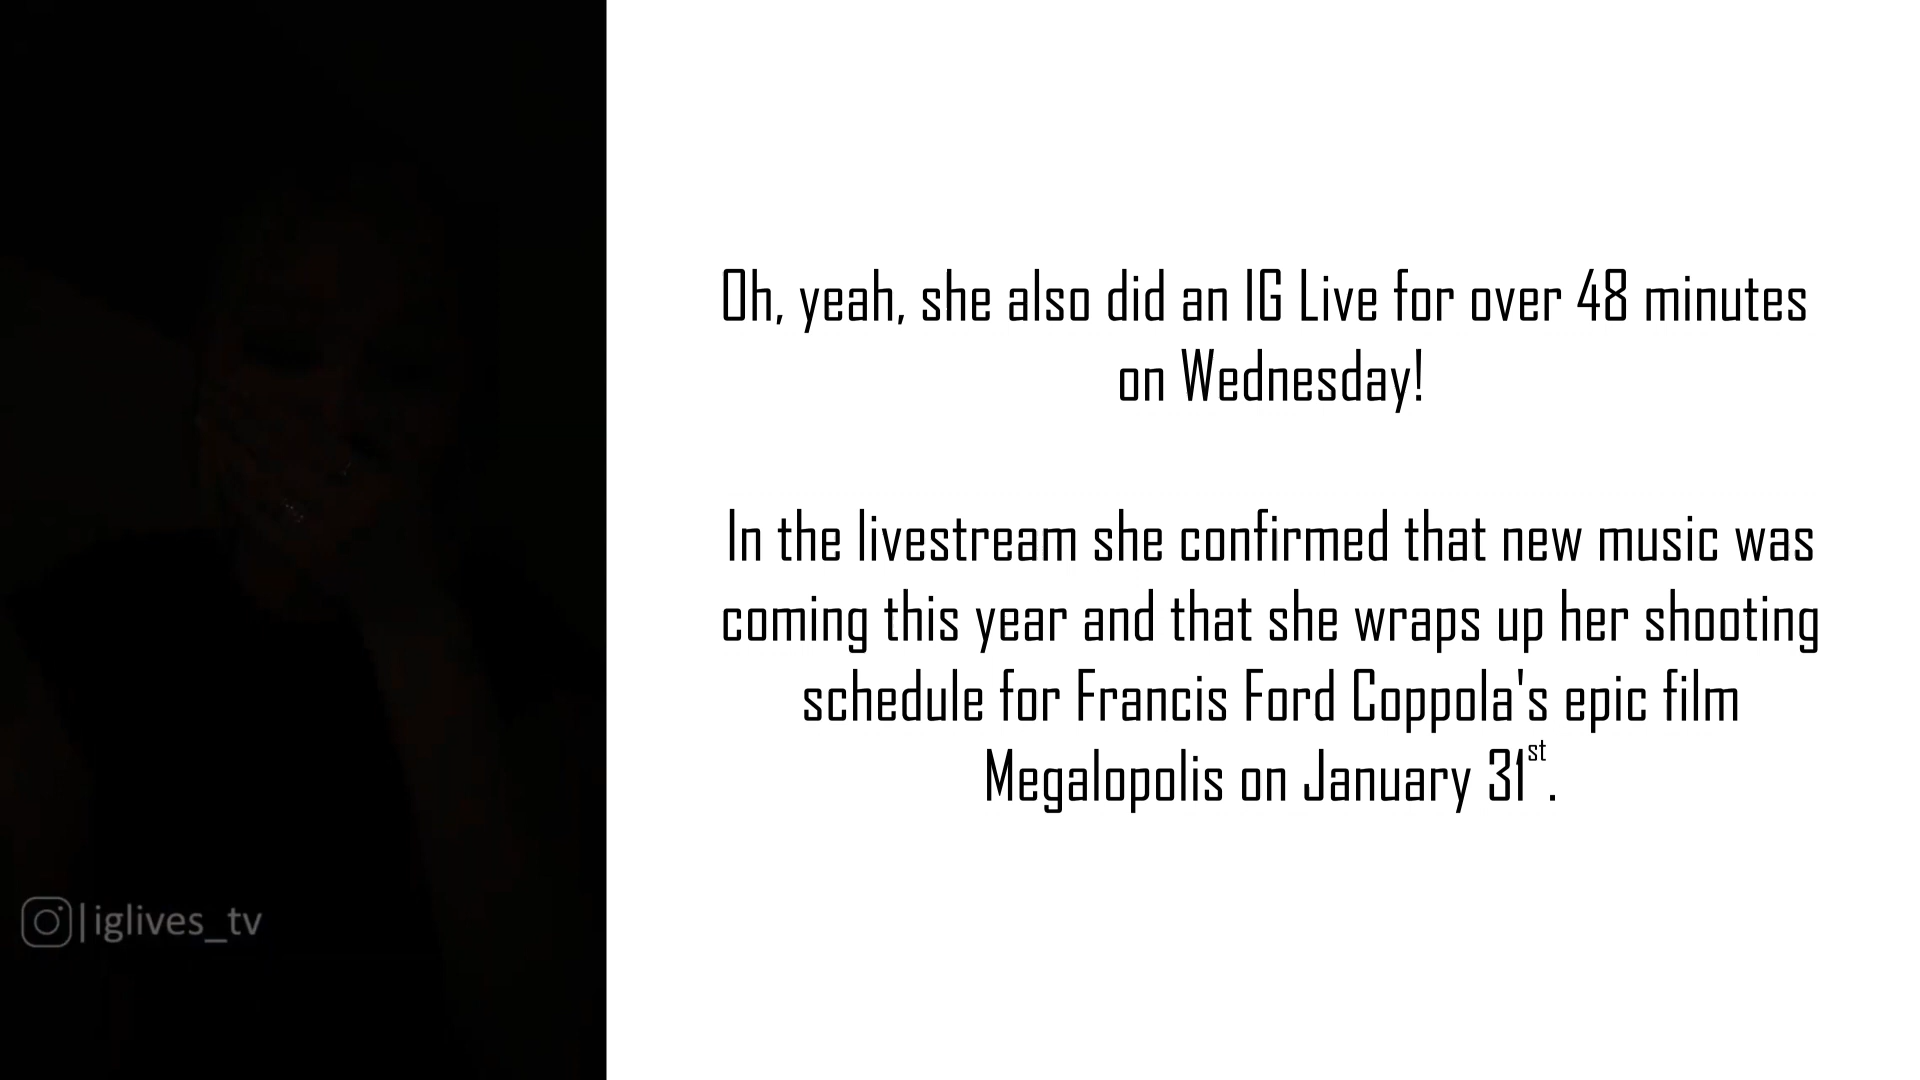 Oh, yeah, she also did an IG Live for over 48 minutes
on Wednesday!
In the livestream she confirmed that new music was
coming this year and that she wraps up her shooting
schedule for Francis Ford Coppola's epic film
Megalopolis on January 31st.
|iglives_tv